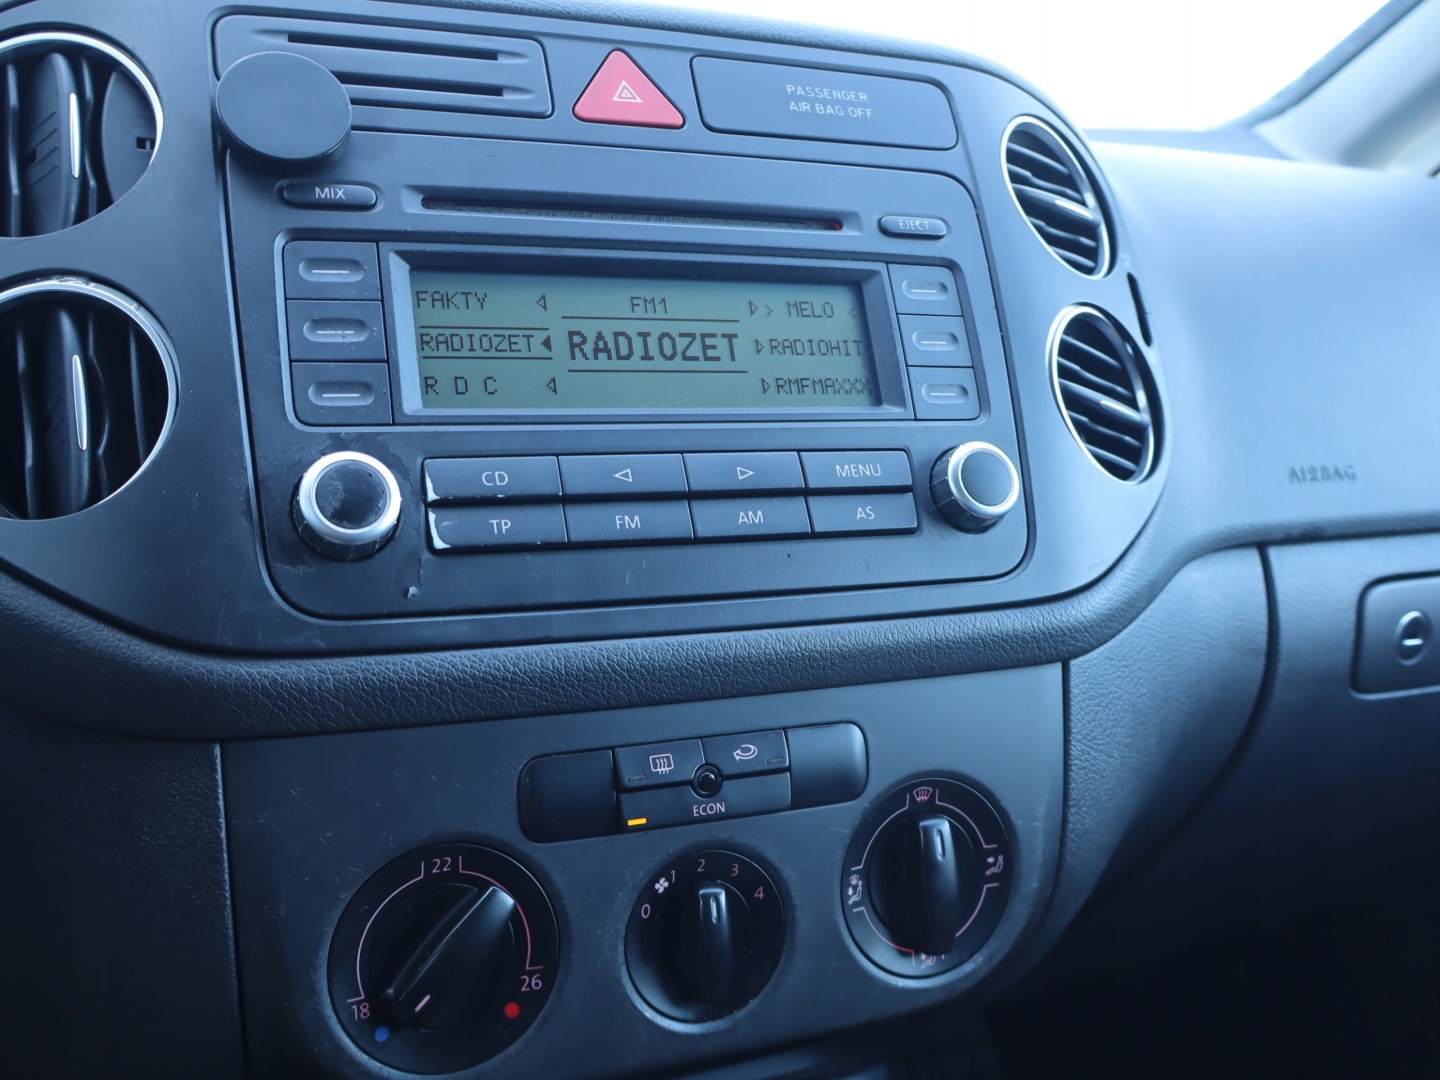 PASSENGER
AIR BAG OFF
MIX
EJECT
FAKTY FM1 > MELO <
RADIOZET RADIOZET RADIOHIT
R D C RMFMAXXX
CD MENU
TP FM AM AS
AIRBAG
ECON
22
18
26
0 1 2 3 4